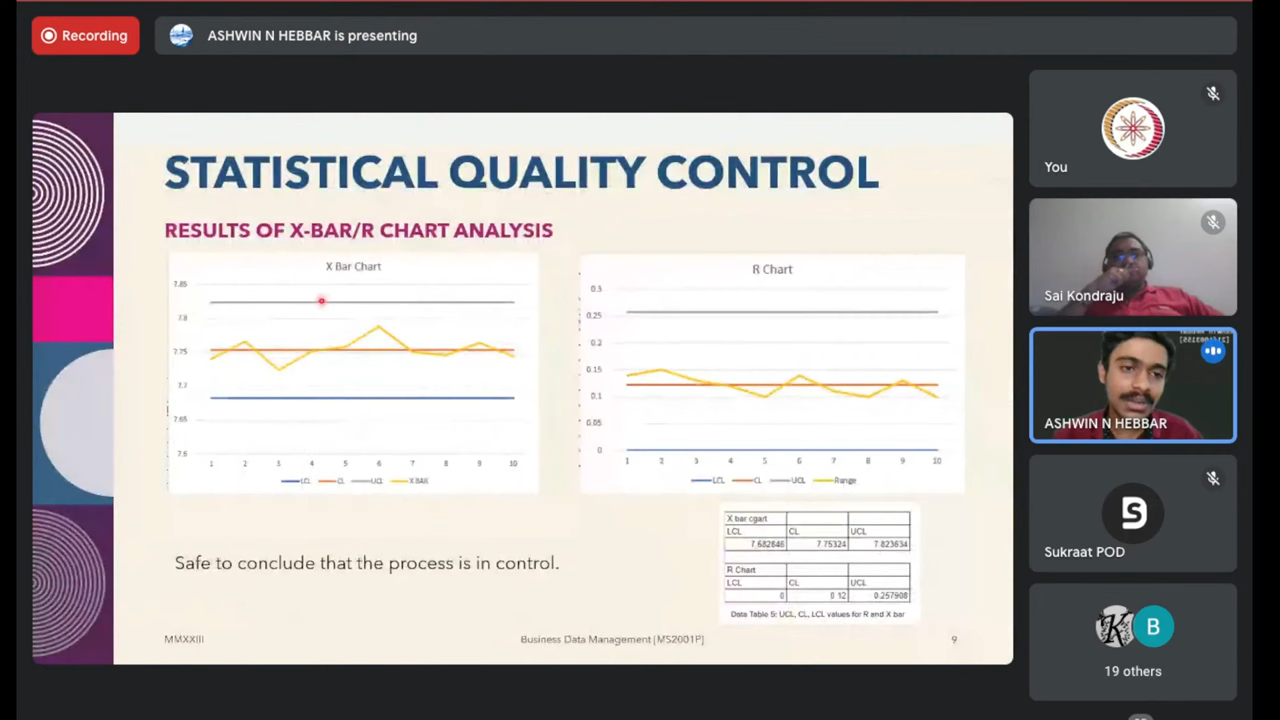 Recording
ASHWIN N HEBBAR is presenting
STATISTICAL QUALITY CONTROL
RESULTS OF X-BAR/R CHART ANALYSIS
X Bar Chart
7.85
7.8
7.75
7.7
7.65
7.6
1 2 3 4 5 6 7 8 9 10
LCL CL UCL X BAR
R Chart
0.3
0.25
0.2
0.15
0.1
0.05
0
1 2 3 4 5 6 7 8 9 10
LCL CL UCL Range
X bar cgart
LCL CL UCL
7.682846 7.75324 7.823634
R Chart
LCL CL UCL
0 0.12 0.257908
Data Table 5: UCL, CL, LCL values for R and X bar
Safe to conclude that the process is in control.
MMXXIII
Business Data Management [MS2001P]
9
You
Sai Kondraju
ASHWIN N HEBBAR
S
Sukraat POD
K
B
19 others